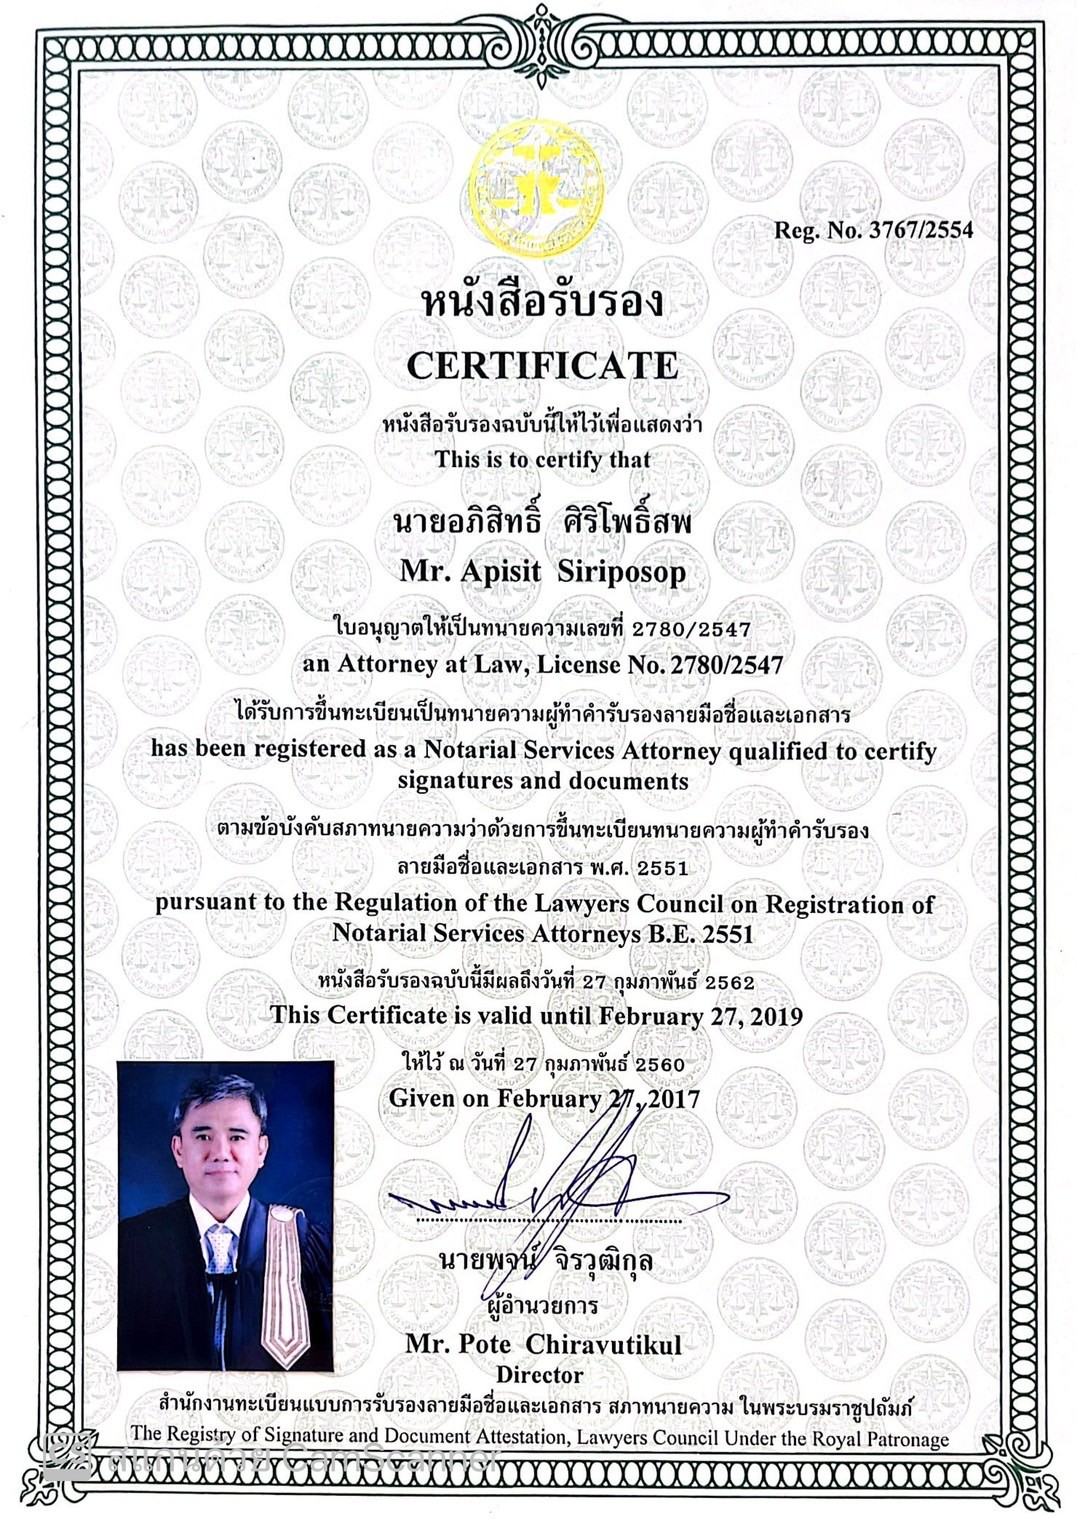 Reg. No. 3767/2554
หนังสือรับรอง
CERTIFICATE
หนังสือรับรองฉบับนี้ให้ไว้เพื่อแสดงว่า
This is to certify that
นายอภิสิทธิ์ ศิริโพธิ์สพ
Mr. Apisit Siriposop
ใบอนุญาตให้เป็นทนายความเลขที่ 2780/2547
an Attorney at Law, License No. 2780/2547
ได้รับการขึ้นทะเบียนเป็นทนายความผู้ทำคำรับรองลายมือชื่อและเอกสาร
has been registered as a Notarial Services Attorney qualified to certify
signatures and documents
ตามข้อบังคับสภาทนายความว่าด้วยการขึ้นทะเบียนทนายความผู้ทำคำรับรอง
ลายมือชื่อและเอกสาร พ.ศ. 2551
pursuant to the Regulation of the Lawyers Council on Registration of
Notarial Services Attorneys B.E. 2551
หนังสือรับรองฉบับนี้มีผลถึงวันที่ 27 กุมภาพันธ์ 2562
This Certificate is valid until February 27, 2019
ให้ไว้ ณ วันที่ 27 กุมภาพันธ์ 2560
Given on February 27, 2017
นายพจน์ จิรวุฒิกุล
ผู้อำนวยการ
Mr. Pote Chiravutikul
Director
สำนักงานทะเบียนแบบการรับรองลายมือชื่อและเอกสาร สภาทนายความ ในพระบรมราชูปถัมภ์
The Registry of Signature and Document Attestation, Lawyers Council Under the Royal Patronage
สแกนด้วย CamScanner